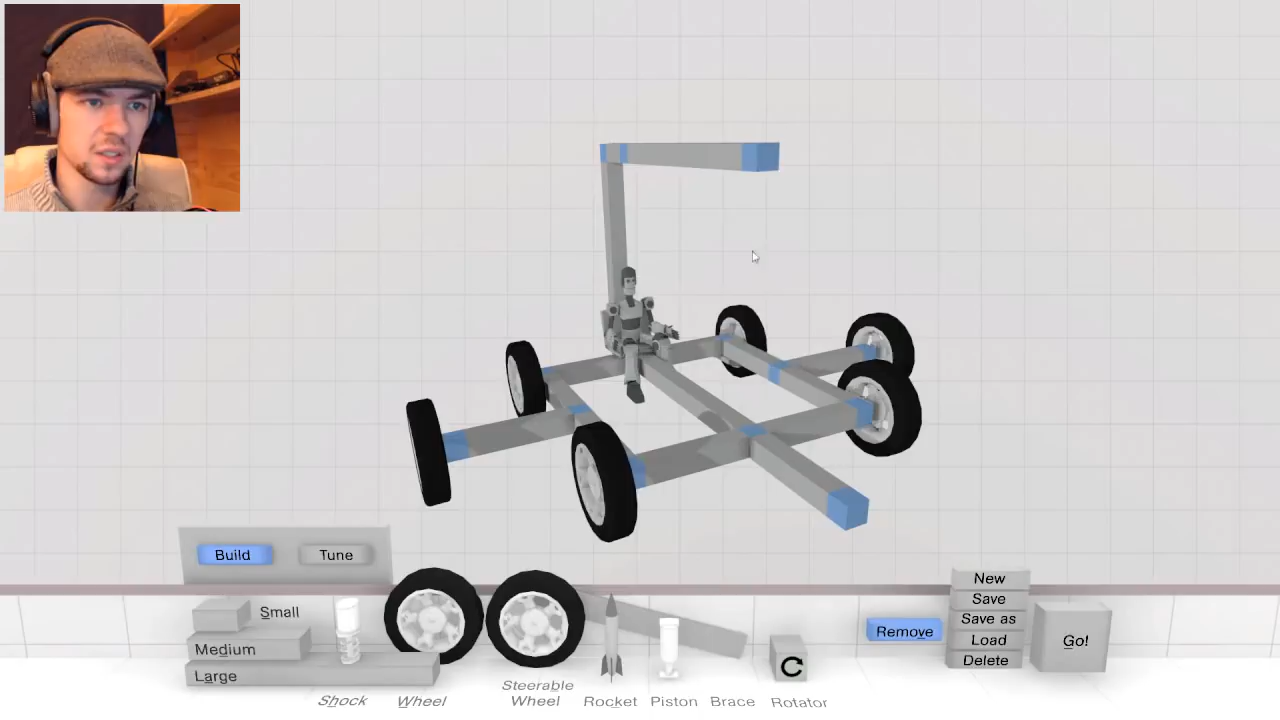 Build Tune
Small
Medium
Large
Shock Wheel Steerable Wheel Rocket Piston Brace Rotator
Remove
New
Save
Save as
Load
Delete
Go!